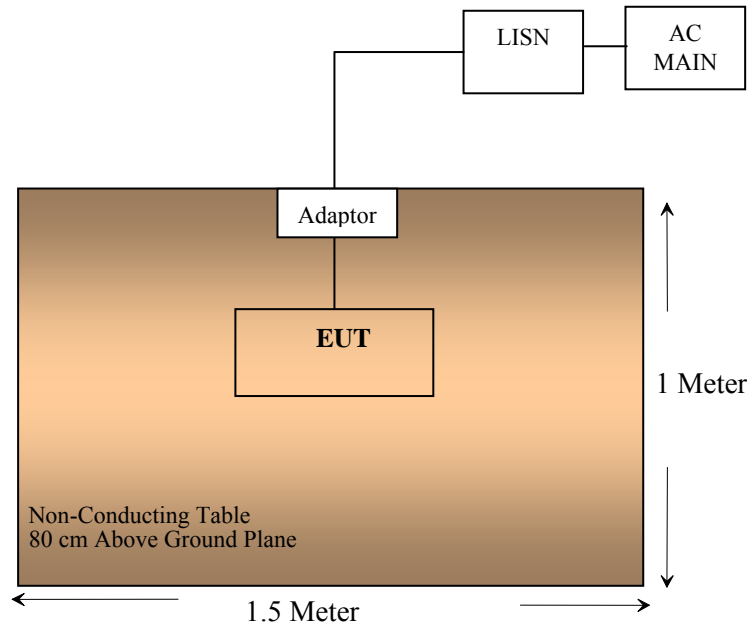 LISN
AC
MAIN
Adaptor
EUT
1 Meter
Non-Conducting Table
80 cm Above Ground Plane
1.5 Meter